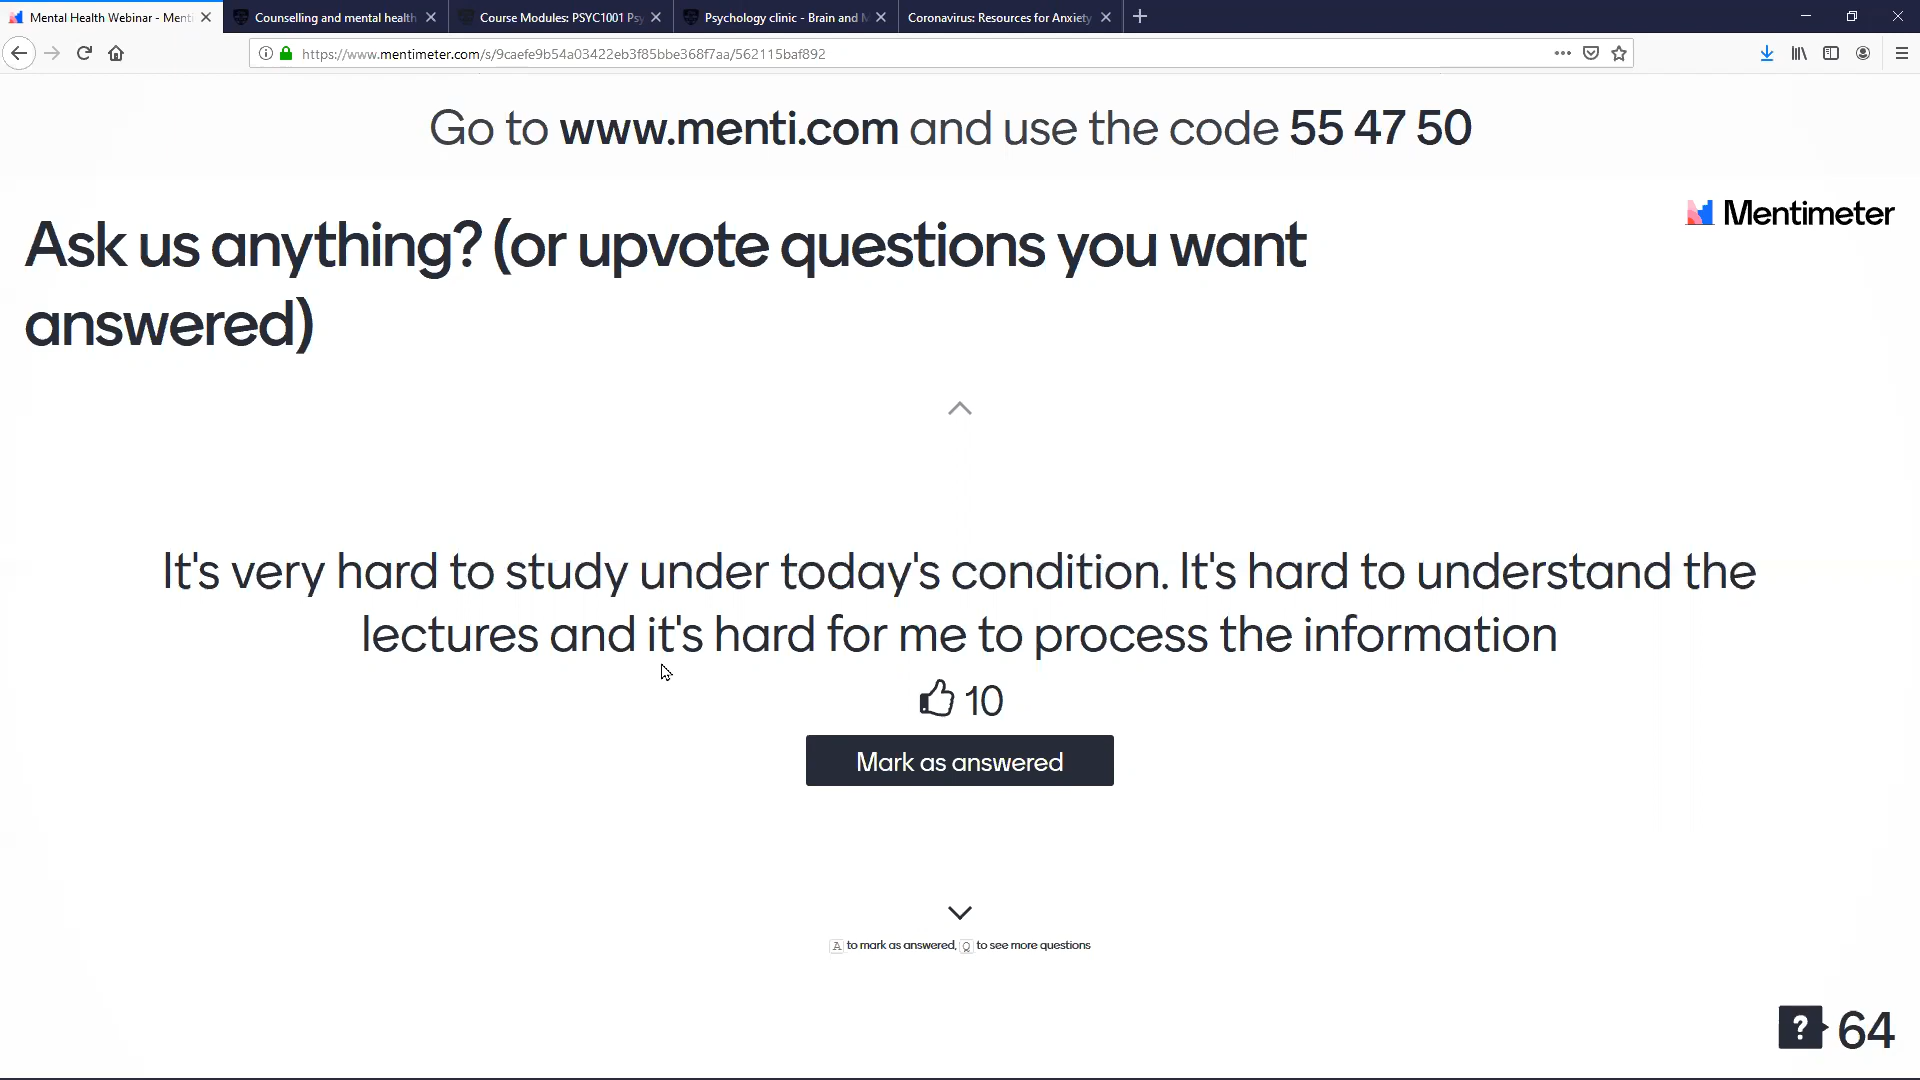 Mental Health Webinar - Menti
Counselling and mental health
Course Modules: PSYC1001 Psy
Psychology clinic - Brain and M
Coronavirus: Resources for Anxiety
https://www.mentimeter.com/s/9caefe9b54a03422eb3f85bbe368f7aa/562115baf892
Go to www.menti.com and use the code 55 47 50
Mentimeter
Ask us anything? (or upvote questions you want
answered)
It's very hard to study under today's condition. It's hard to understand the
lectures and it's hard for me to process the information
10
Mark as answered
A to mark as answered, Q to see more questions
? 64